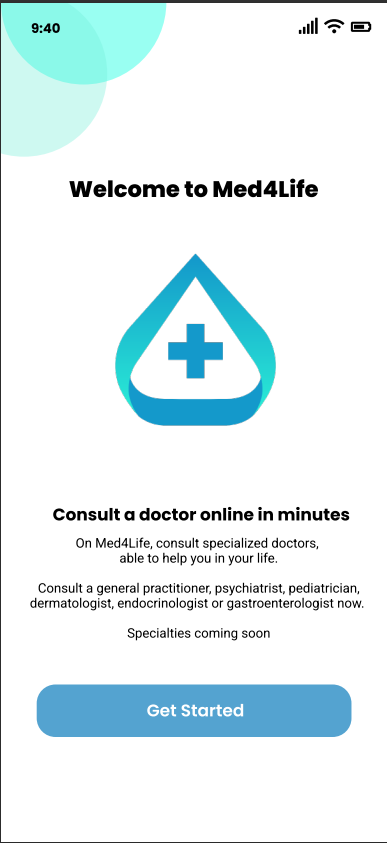 9:40
Welcome to Med4Life
Consult a doctor online in minutes
On Med4Life, consult specialized doctors,
able to help you in your life.
Consult a general practitioner, psychiatrist, pediatrician,
dermatologist, endocrinologist or gastroenterologist now.
Specialties coming soon
Get Started